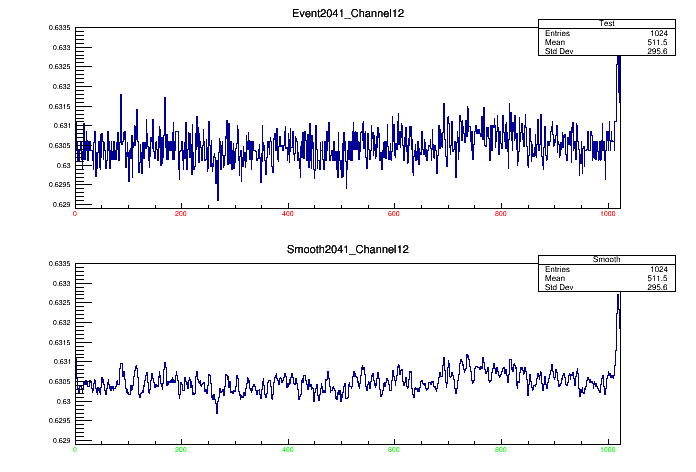 Event2041_Channel12
Test
Entries 1024
Mean 511.5
Std Dev 295.6
0.6335
0.633
0.6325
0.632
0.6315
0.631
0.6305
0.63
0.6295
0.629
0 200 400 600 800 1000
Smooth2041_Channel12
Smooth
Entries 1024
Mean 511.5
Std Dev 295.6
0.6335
0.633
0.6325
0.632
0.6315
0.631
0.6305
0.63
0.6295
0.629
0 200 400 600 800 1000